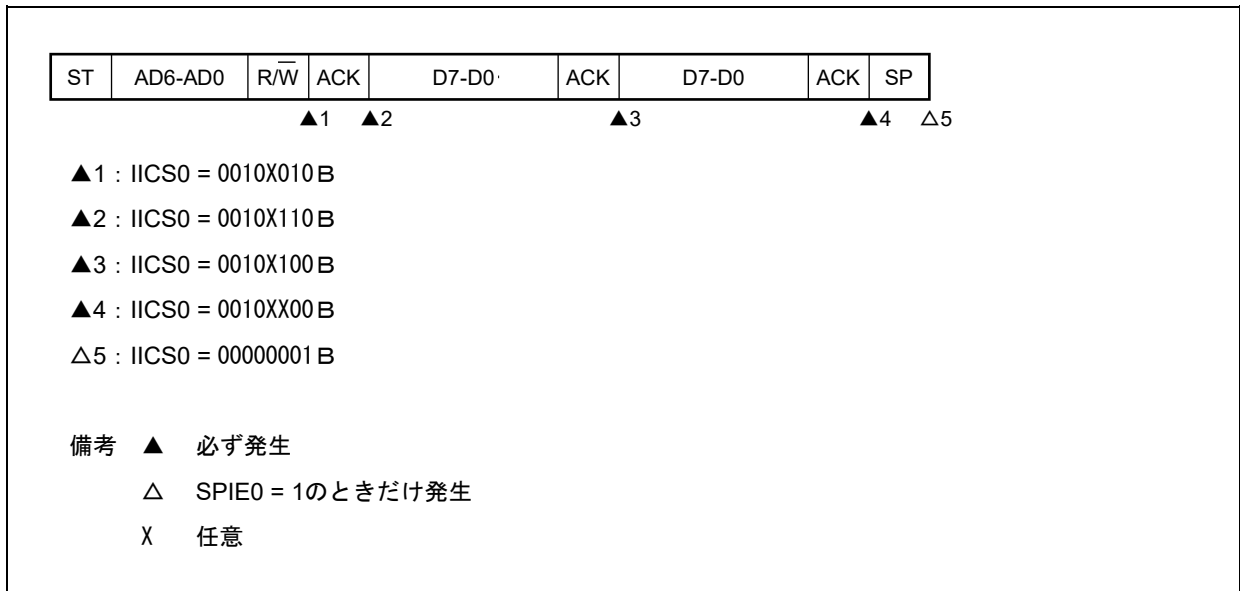 ST AD6-AD0 R/W̅ ACK D7-D0 ACK D7-D0 ACK SP
▲1 ▲2 ▲3 ▲4 △5
▲1：IICS0 = 0010X010B
▲2：IICS0 = 0010X110B
▲3：IICS0 = 0010X100B
▲4：IICS0 = 0010XX00B
△5：IICS0 = 00000001B
備考 ▲ 必ず発生
△ SPIE0 = 1のときだけ発生
X 任意